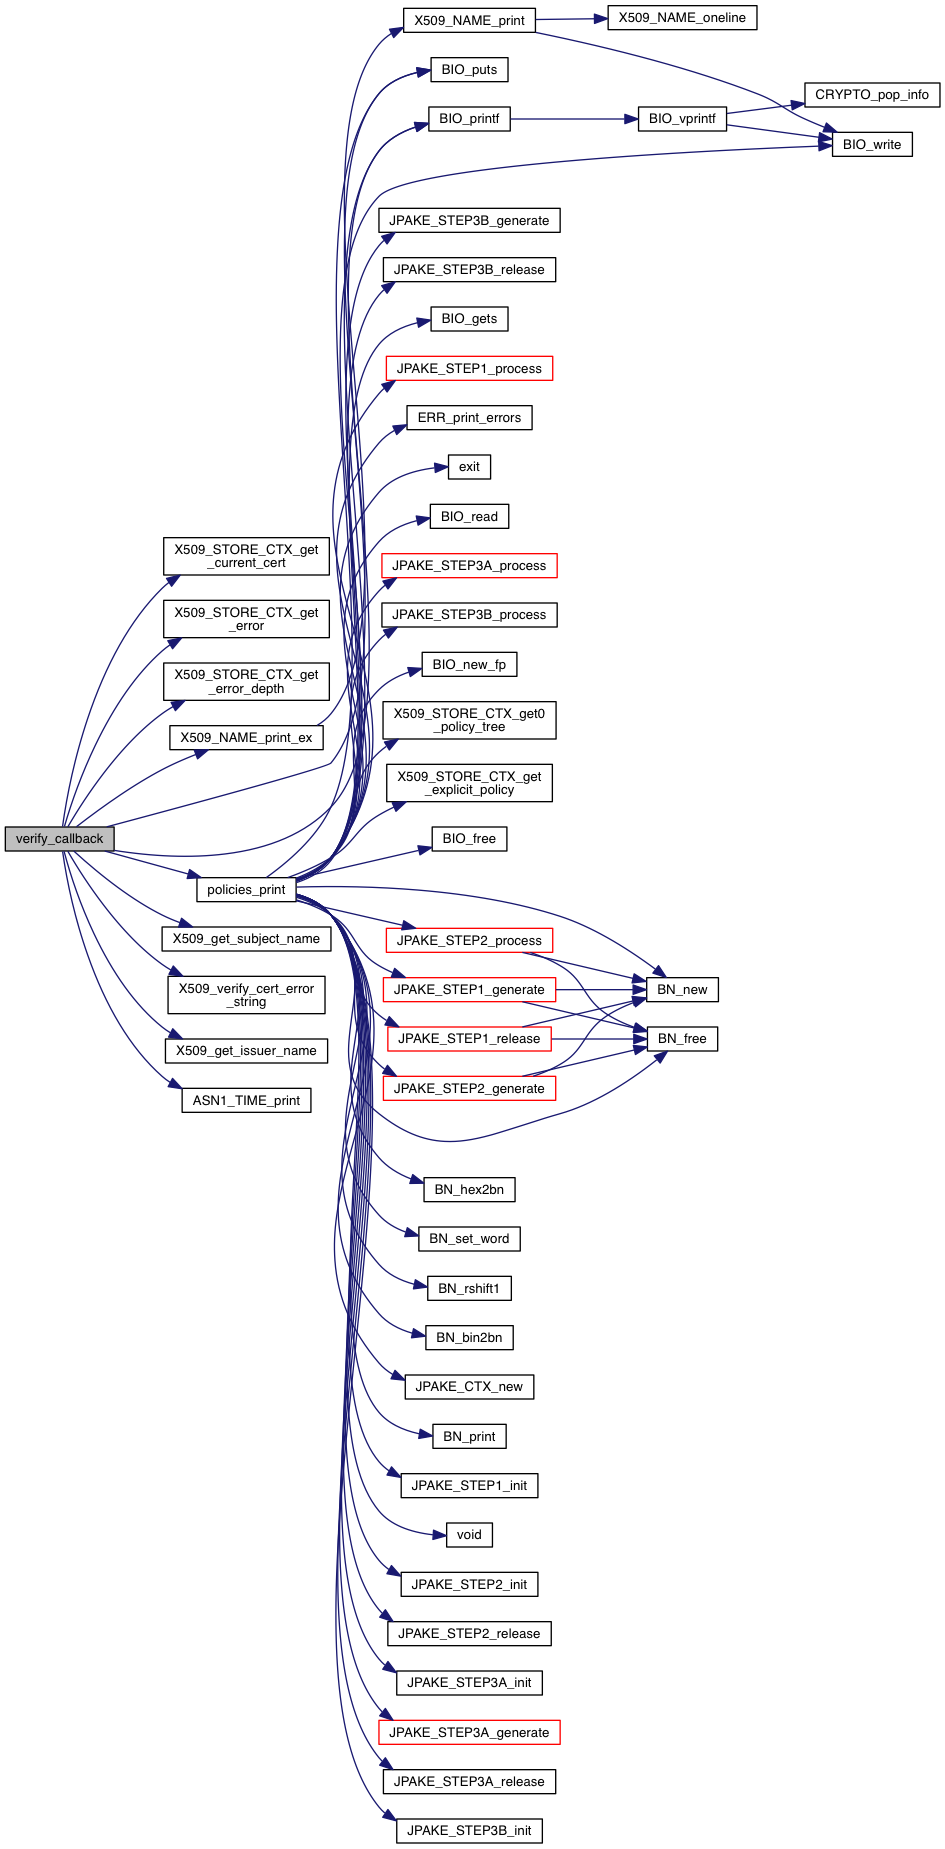 verify_callback
X509_STORE_CTX_get
_current_cert
X509_STORE_CTX_get
_error
X509_STORE_CTX_get
_error_depth
X509_NAME_print_ex
policies_print
X509_get_subject_name
X509_verify_cert_error
_string
X509_get_issuer_name
ASN1_TIME_print
X509_NAME_print
BIO_puts
BIO_printf
JPAKE_STEP3B_generate
JPAKE_STEP3B_release
BIO_gets
JPAKE_STEP1_process
ERR_print_errors
exit
BIO_read
JPAKE_STEP3A_process
JPAKE_STEP3B_process
BIO_new_fp
X509_STORE_CTX_get0
_policy_tree
X509_STORE_CTX_get
_explicit_policy
BIO_free
JPAKE_STEP2_process
JPAKE_STEP1_generate
JPAKE_STEP1_release
JPAKE_STEP2_generate
BN_hex2bn
BN_set_word
BN_rshift1
BN_bin2bn
JPAKE_CTX_new
BN_print
JPAKE_STEP1_init
void
JPAKE_STEP2_init
JPAKE_STEP2_release
JPAKE_STEP3A_init
JPAKE_STEP3A_generate
JPAKE_STEP3A_release
JPAKE_STEP3B_init
X509_NAME_oneline
BIO_vprintf
BN_new
BN_free
CRYPTO_pop_info
BIO_write